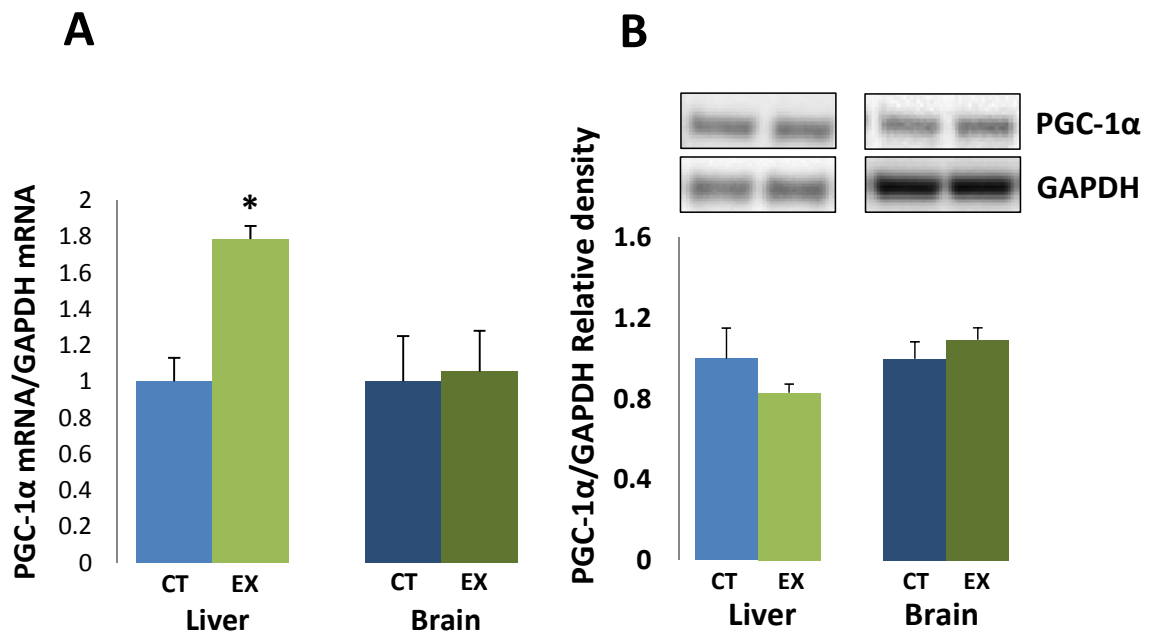 A
PGC-1α mRNA/GAPDH mRNA
2
1.8
1.6
1.4
1.2
1
0.8
0.6
0.4
0.2
0
*
CT EX CT EX
Liver Brain
B
PGC-1α
GAPDH
PGC-1α/GAPDH Relative density
1.6
1.2
0.8
0.4
0
CT EX CT EX
Liver Brain